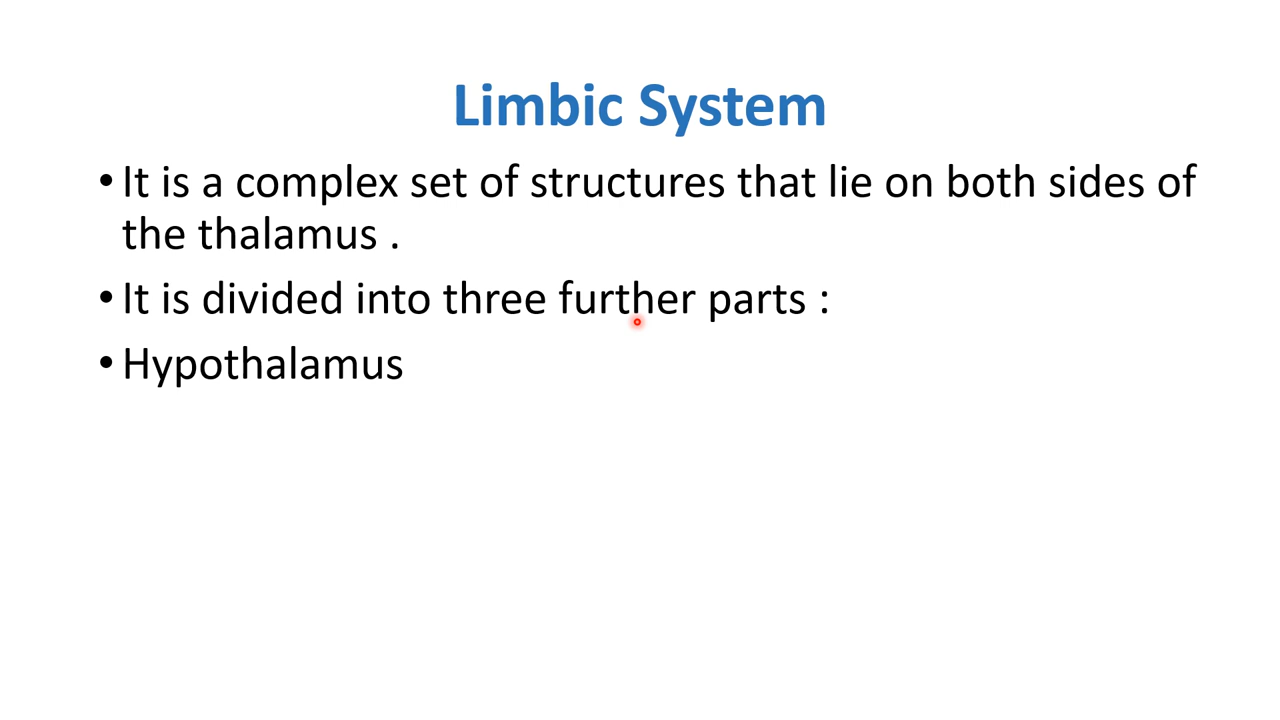 Limbic System
• It is a complex set of structures that lie on both sides of
the thalamus .
• It is divided into three further parts :
• Hypothalamus